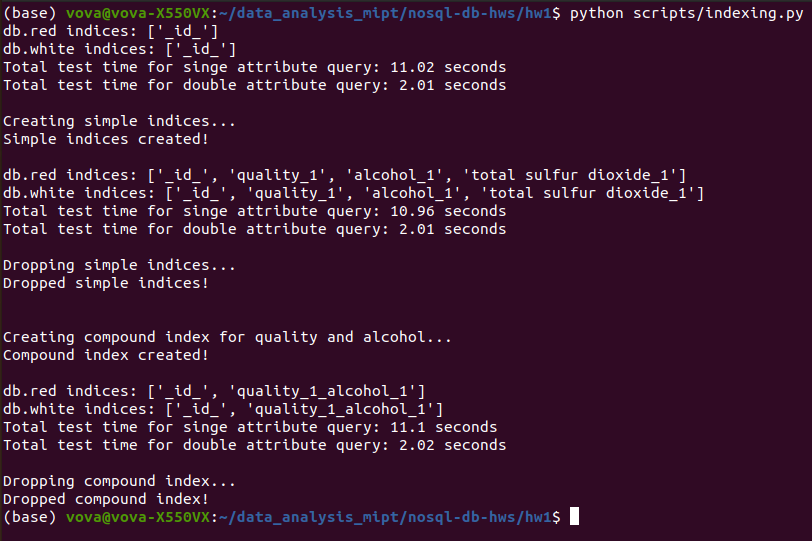 (base) vova@vova-X550VX:~/data_analysis_mipt/nosql-db-hws/hw1$ python scripts/indexing.py
db.red indices: ['_id_']
db.white indices: ['_id_']
Total test time for singe attribute query: 11.02 seconds
Total test time for double attribute query: 2.01 seconds
Creating simple indices...
Simple indices created!
db.red indices: ['_id_', 'quality_1', 'alcohol_1', 'total sulfur dioxide_1']
db.white indices: ['_id_', 'quality_1', 'alcohol_1', 'total sulfur dioxide_1']
Total test time for singe attribute query: 10.96 seconds
Total test time for double attribute query: 2.01 seconds
Dropping simple indices...
Dropped simple indices!
Creating compound index for quality and alcohol...
Compound index created!
db.red indices: ['_id_', 'quality_1_alcohol_1']
db.white indices: ['_id_', 'quality_1_alcohol_1']
Total test time for singe attribute query: 11.1 seconds
Total test time for double attribute query: 2.02 seconds
Dropping compound index...
Dropped compound index!
(base) vova@vova-X550VX:~/data_analysis_mipt/nosql-db-hws/hw1$